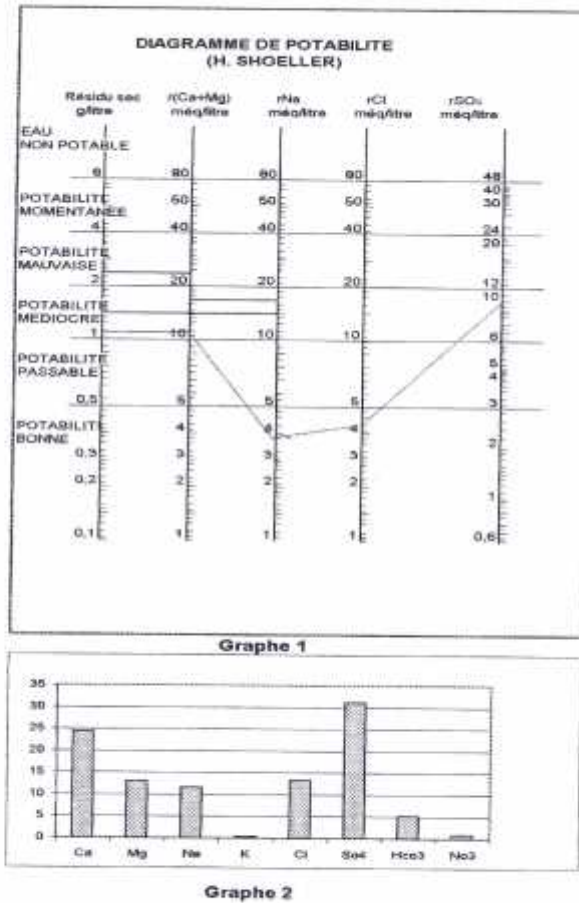 DIAGRAMME DE POTABILITE
(H. SHOELLER)
Résidu sec r(Ca+Mg) rNa rCl rSO₄
g/litre méq/litre méq/litre méq/litre méq/litre
EAU
NON POTABLE
80 48
50 50 50 40
POTABILITE 30
MOMENTANÉE
4 40 40 40 24
20
POTABILITE
MAUVAISE
2 20 20 20 12
10
POTABILITE
MEDIOCRE
1 10 10 10 6
POTABILITE 5
PASSABLE 4
0,5 5 5 5 3
POTABILITE 4 4 4
BONNE 2
0,3 3 3 3
0,2 2 2 2
1
0,1 1 1 1 0,6
Graphe 1
35
30
25
20
15
10
5
0
Ca Mg Na K Cl So4 Hco3 No3
Graphe 2